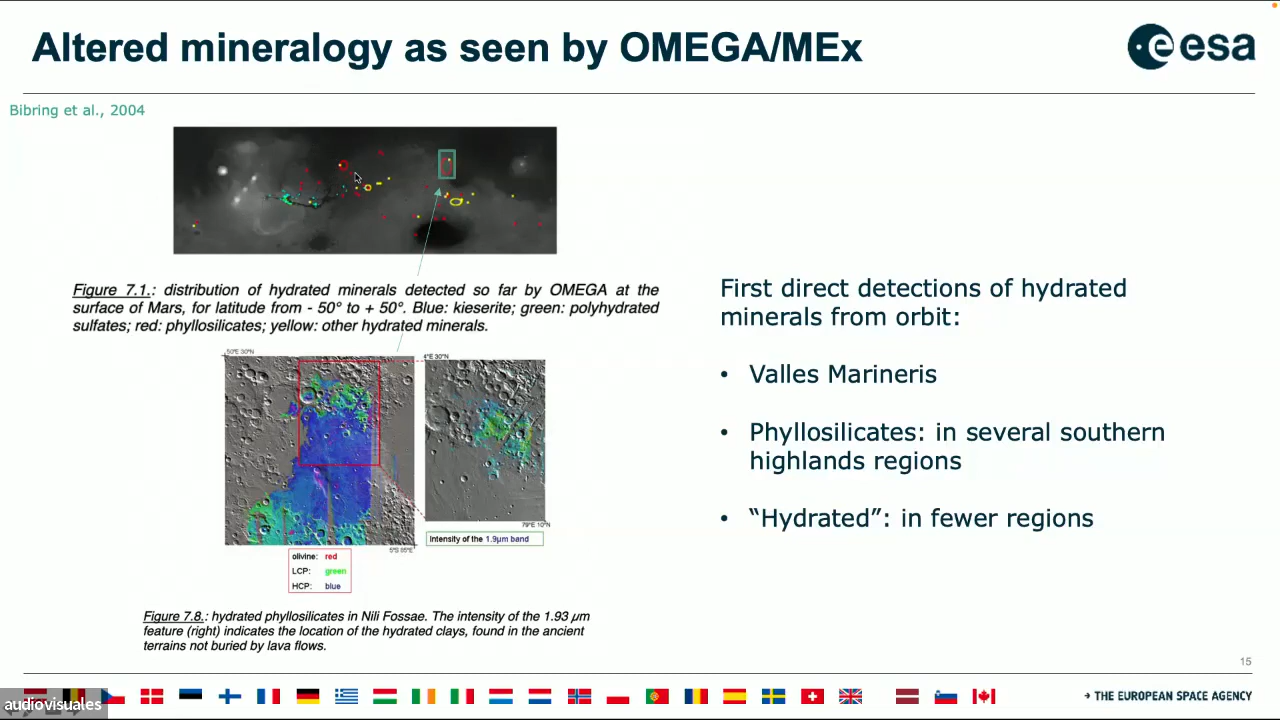 Altered mineralogy as seen by OMEGA/MEx
esa
Bibring et al., 2004
Figure 7.1.: distribution of hydrated minerals detected so far by OMEGA at the
surface of Mars, for latitude from - 50° to + 50°. Blue: kieserite; green: polyhydrated
sulfates; red: phyllosilicates; yellow: other hydrated minerals.
First direct detections of hydrated
minerals from orbit:
• Valles Marineris
• Phyllosilicates: in several southern
highlands regions
• “Hydrated”: in fewer regions
50°E 30°N
4°E 30°N
79°E 10°N
Intensity of the 1.9µm band
olivine: red
LCP: green
HCP: blue
Figure 7.8.: hydrated phyllosilicates in Nili Fossae. The intensity of the 1.93 µm
feature (right) indicates the location of the hydrated clays, found in the ancient
terrains not buried by lava flows.
15
audiovisuales
→ THE EUROPEAN SPACE AGENCY